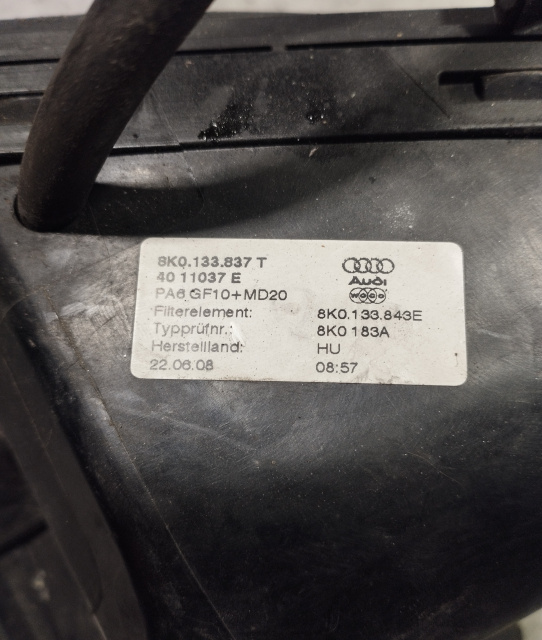 8K0.133.837 T
40 11037 E
PA6 GF10+MD20
Audi
WOCO
Filterelement: 8K0.133.843E
Typprüfnr.: 8K0 183A
Herstellland: HU
22.06.08 08:57